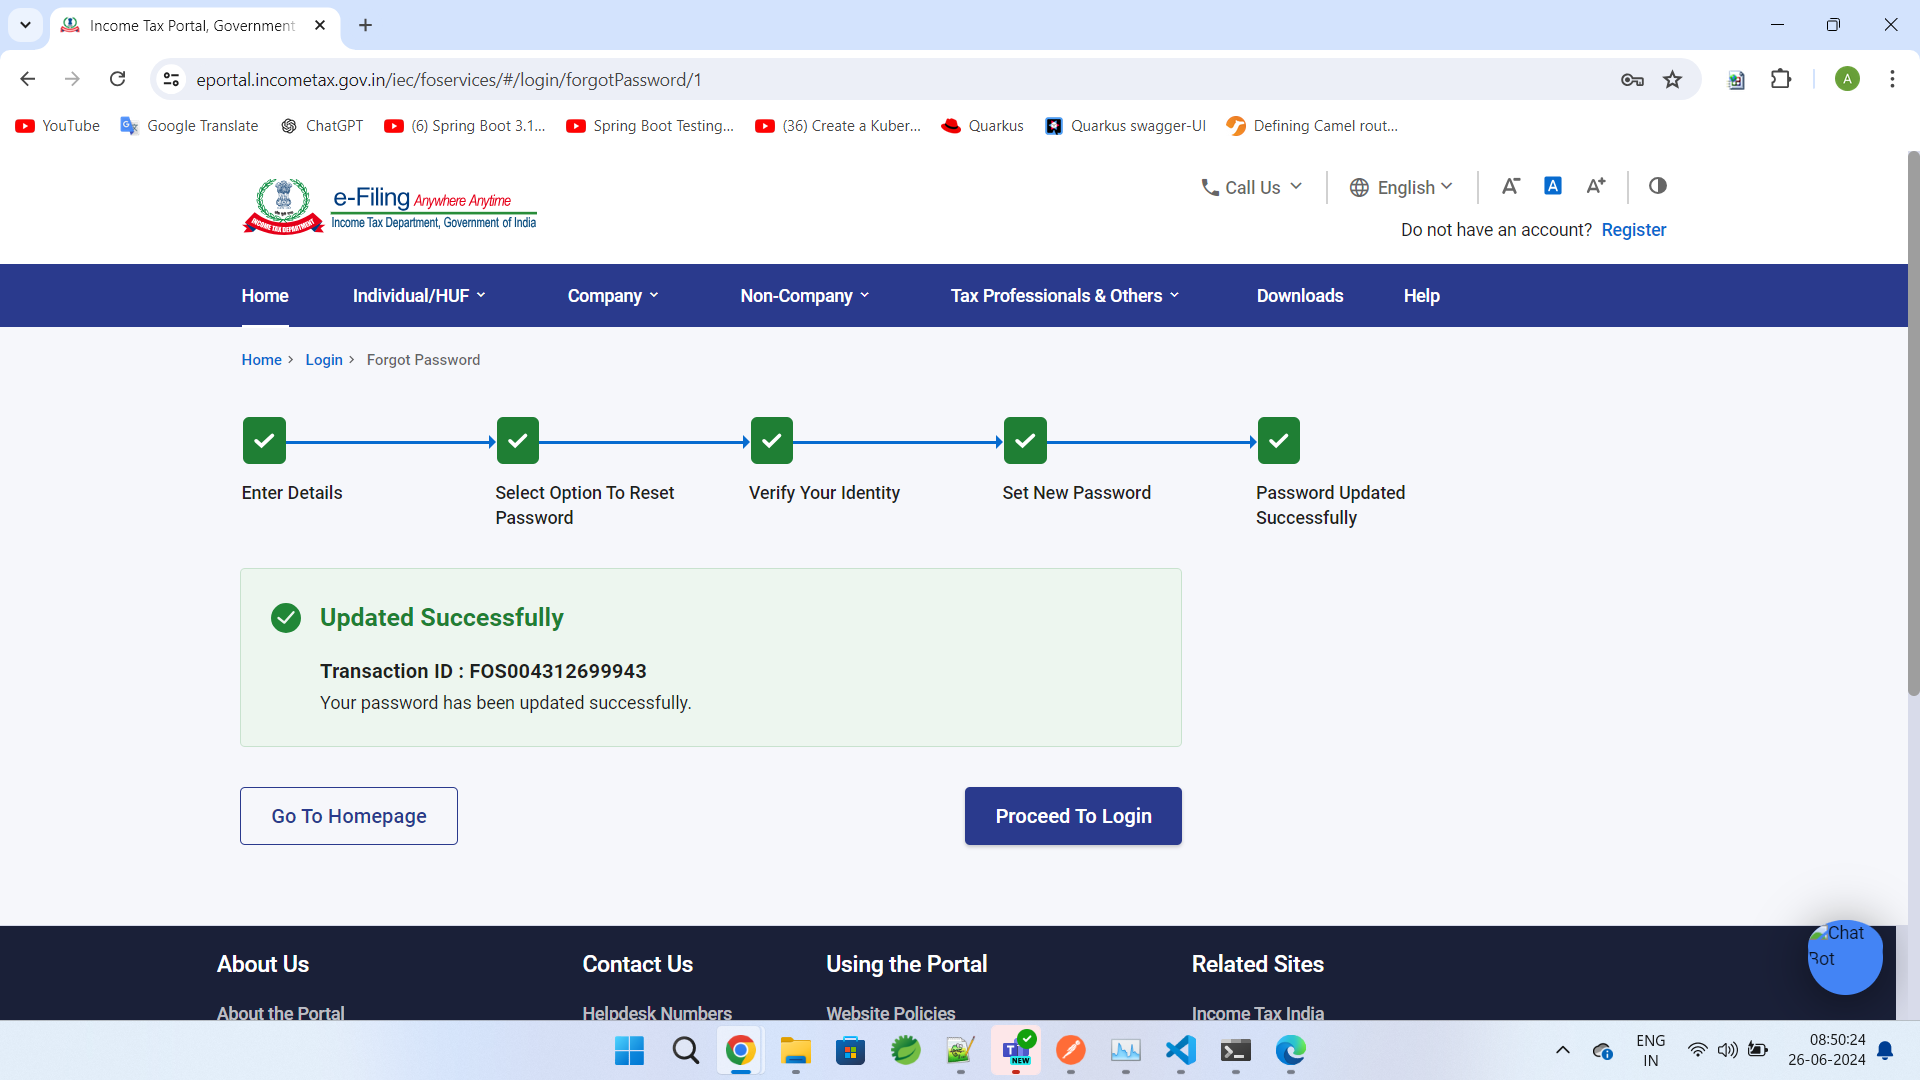 Income Tax Portal, Government
eportal.incometax.gov.in/iec/foservices/#/login/forgotPassword/1
A
YouTube
Google Translate
ChatGPT
(6) Spring Boot 3.1...
Spring Boot Testing...
(36) Create a Kuber...
Quarkus
Quarkus swagger-UI
Defining Camel rout...
e-Filing Anywhere Anytime
Income Tax Department, Government of India
INCOME TAX DEPARTMENT
Call Us
English
A-
A
A+
Do not have an account? Register
Home
Individual/HUF
Company
Non-Company
Tax Professionals & Others
Downloads
Help
Home > Login > Forgot Password
Enter Details
Select Option To Reset
Password
Verify Your Identity
Set New Password
Password Updated
Successfully
Updated Successfully
Transaction ID : FOS004312699943
Your password has been updated successfully.
Go To Homepage
Proceed To Login
Chat
Bot
About Us
Contact Us
Using the Portal
Related Sites
About the Portal
Helpdesk Numbers
Website Policies
Income Tax India
NEW
ENG
IN
08:50:24
26-06-2024